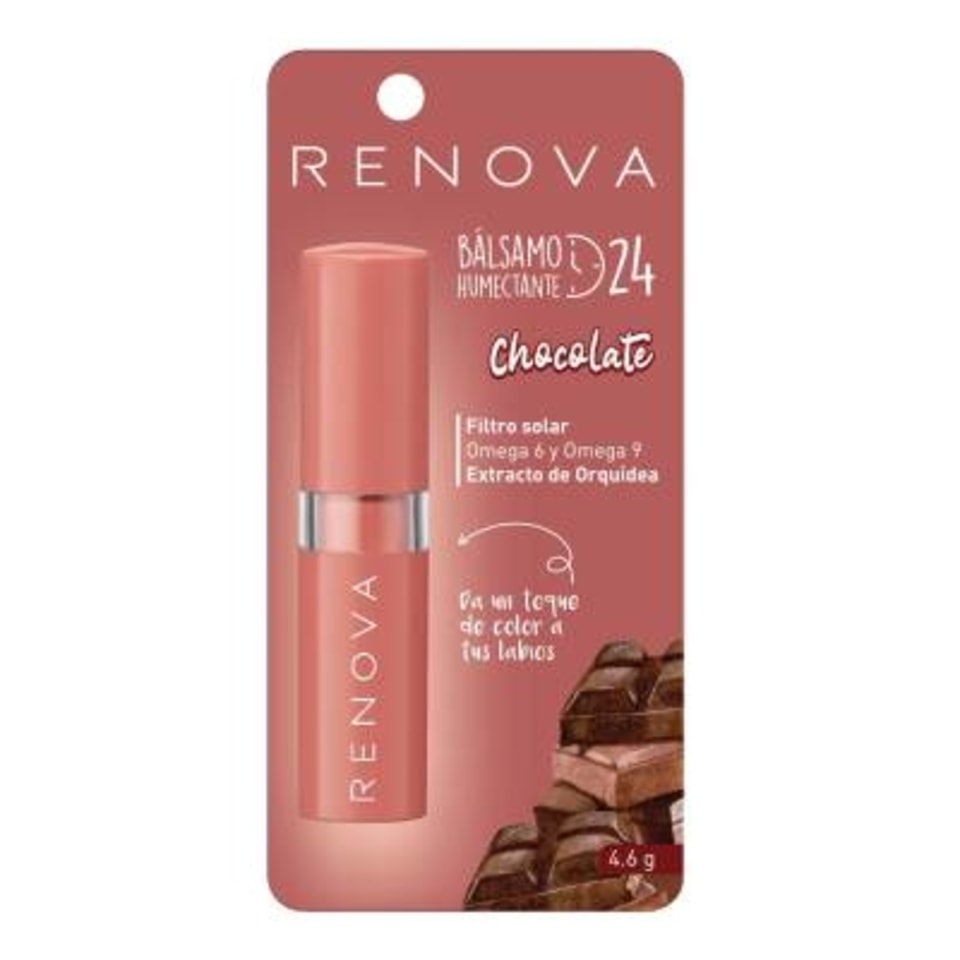 RENOVA
BÁLSAMO
HUMECTANTE
24
Chocolate
Filtro solar
Omega 6 y Omega 9
Extracto de Orquídea
Da un toque
de color a
tus labios
RENOVA
4.6 g